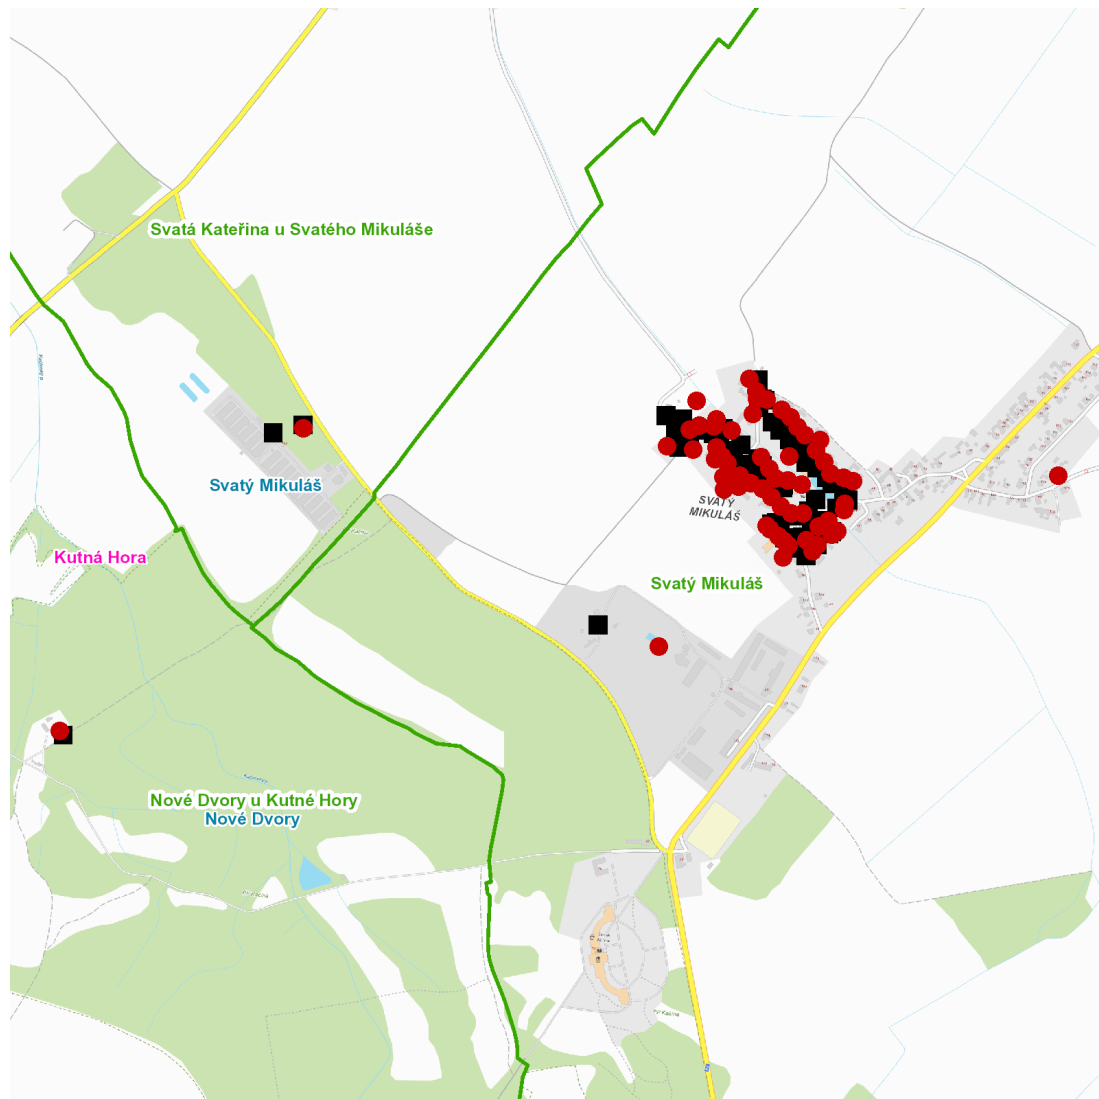 Svatá Kateřina u Svatého Mikuláše
Svatý Mikuláš
SVATÝ
MIKULÁŠ
Kutná Hora
Svatý Mikuláš
Nové Dvory u Kutné Hory
Nové Dvory